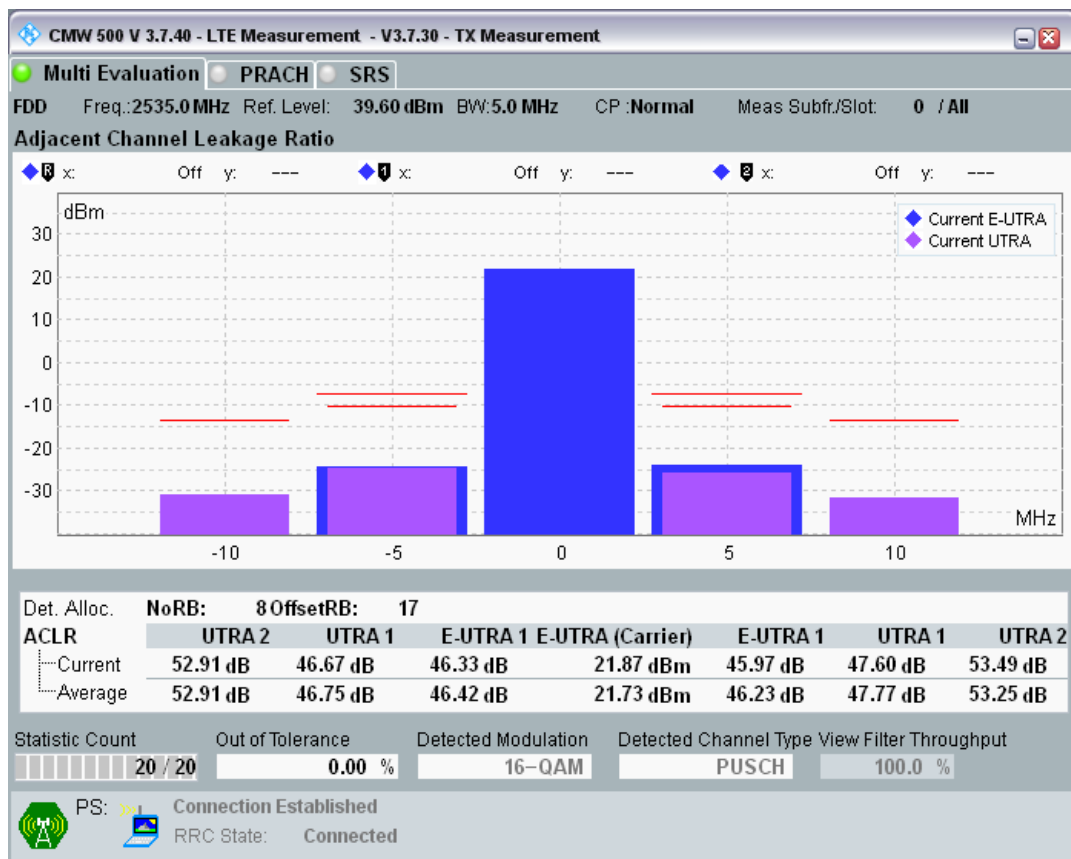 CMW 500 V 3.7.40 - LTE Measurement - V3.7.30 - TX Measurement
Multi Evaluation PRACH SRS
FDD Freq.:2535.0 MHz Ref. Level: 39.60 dBm BW:5.0 MHz CP :Normal Meas Subfr./Slot: 0 / All
Adjacent Channel Leakage Ratio
R x: Off y: --- 1 x: Off y: --- 2 x: Off y: ---
dBm
Current E-UTRA
Current UTRA
30
20
10
0
-10
-20
-30
MHz
-10 -5 0 5 10
Det. Alloc. NoRB: 8 OffsetRB: 17
ACLR UTRA 2 UTRA 1 E-UTRA 1 E-UTRA (Carrier) E-UTRA 1 UTRA 1 UTRA 2
Current 52.91 dB 46.67 dB 46.33 dB 21.87 dBm 45.97 dB 47.60 dB 53.49 dB
Average 52.91 dB 46.75 dB 46.42 dB 21.73 dBm 46.23 dB 47.77 dB 53.25 dB
Statistic Count Out of Tolerance Detected Modulation Detected Channel Type View Filter Throughput
20 / 20 0.00 % 16-QAM PUSCH 100.0 %
PS: Connection Established
RRC State: Connected